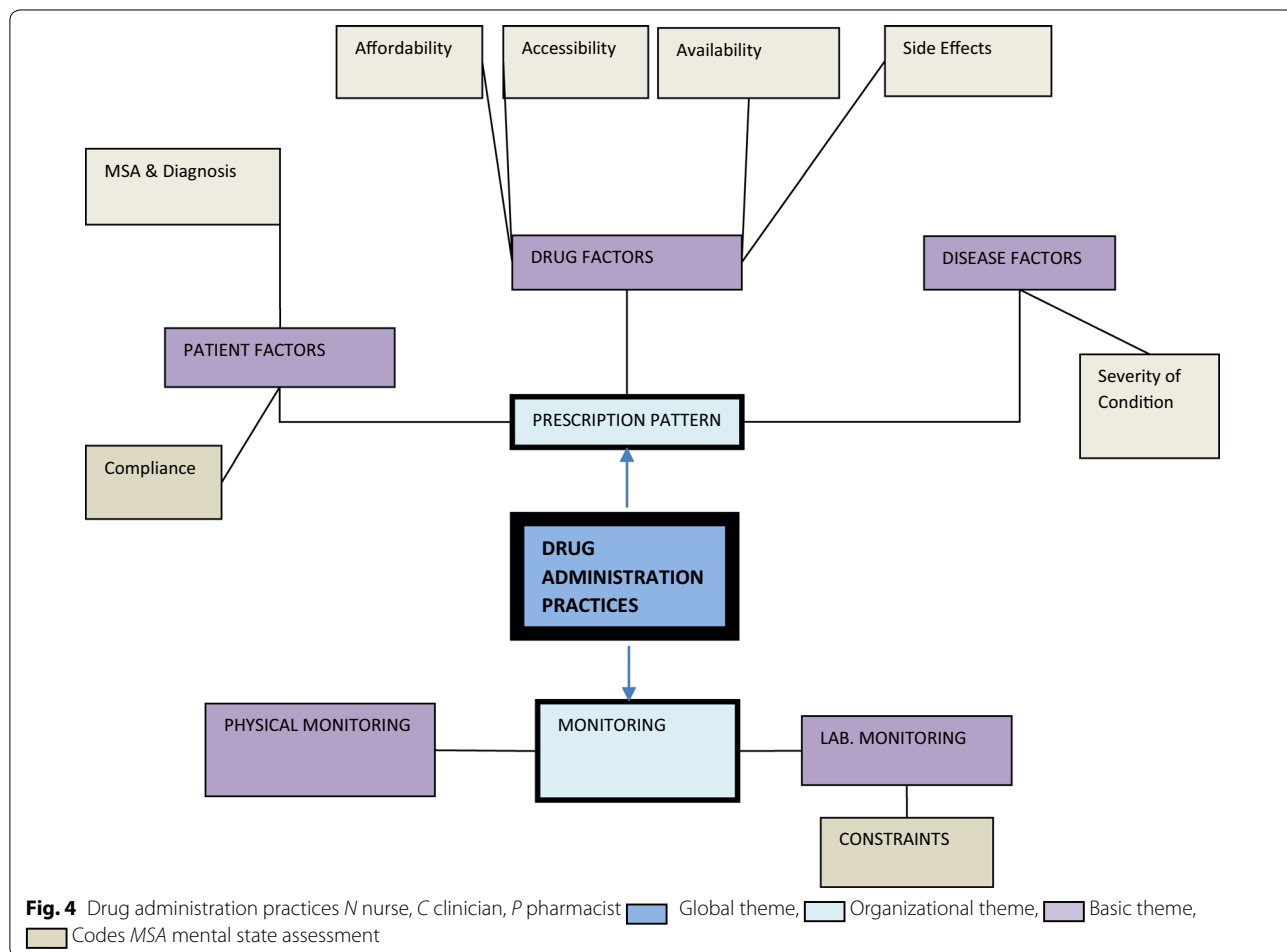 Affordability
Accessibility
Availability
Side Effects
MSA & Diagnosis
DRUG FACTORS
DISEASE FACTORS
PATIENT FACTORS
Severity of
Condition
PRESCRIPTION PATTERN
Compliance
DRUG
ADMINISTRATION
PRACTICES
PHYSICAL MONITORING
MONITORING
LAB. MONITORING
CONSTRAINTS
Fig. 4 Drug administration practices N nurse, C clinician, P pharmacist Global theme, Organizational theme, Basic theme,
Codes MSA mental state assessment